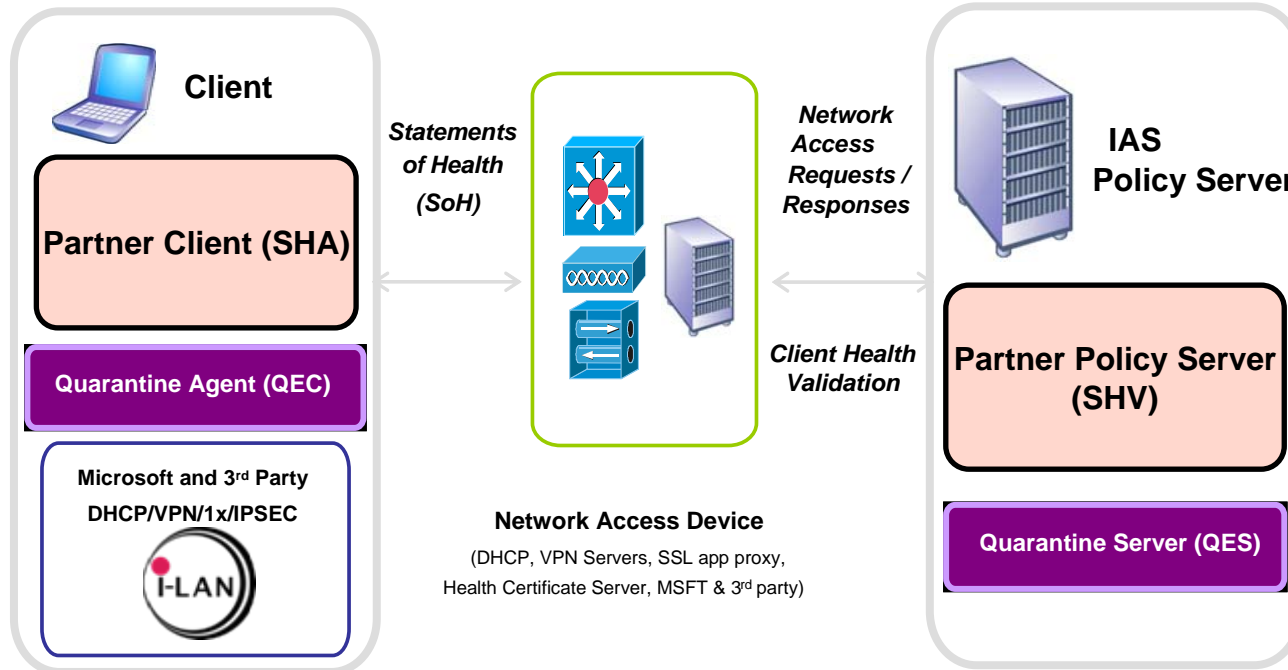 Client
Partner Client (SHA)
Quarantine Agent (QEC)
Microsoft and 3rd Party
DHCP/VPN/1x/IPSEC
i-LAN
Statements
of Health
(SoH)
Network
Access
Requests /
Responses
Client Health
Validation
Network Access Device
(DHCP, VPN Servers, SSL app proxy,
Health Certificate Server, MSFT & 3rd party)
IAS
Policy Server
Partner Policy Server
(SHV)
Quarantine Server (QES)